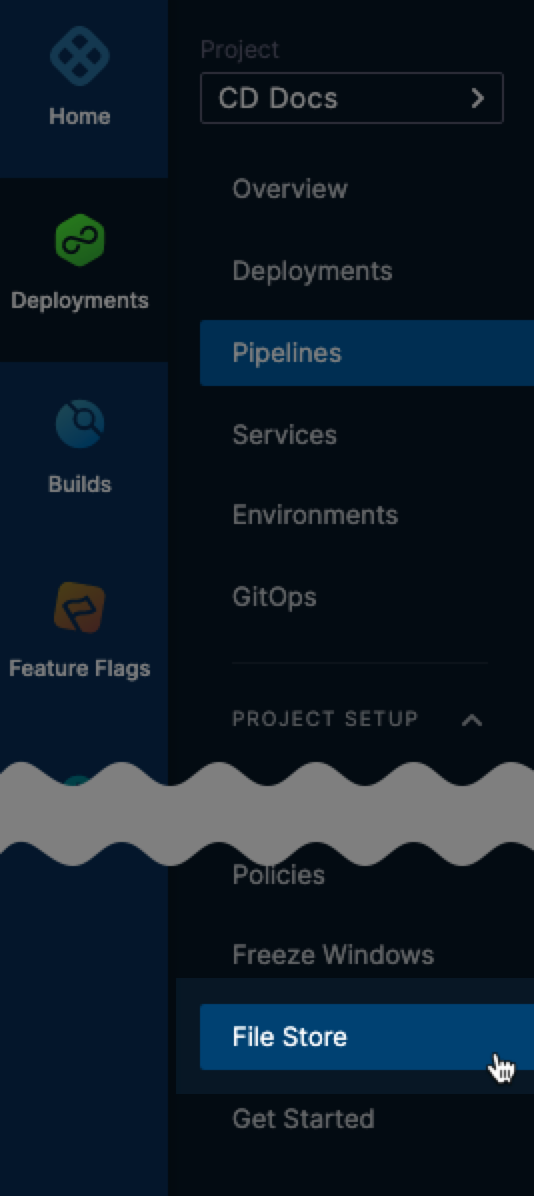 Home
Deployments
Builds
Feature Flags
Project
CD Docs
Overview
Deployments
Pipelines
Services
Environments
GitOps
PROJECT SETUP
Policies
Freeze Windows
File Store
Get Started